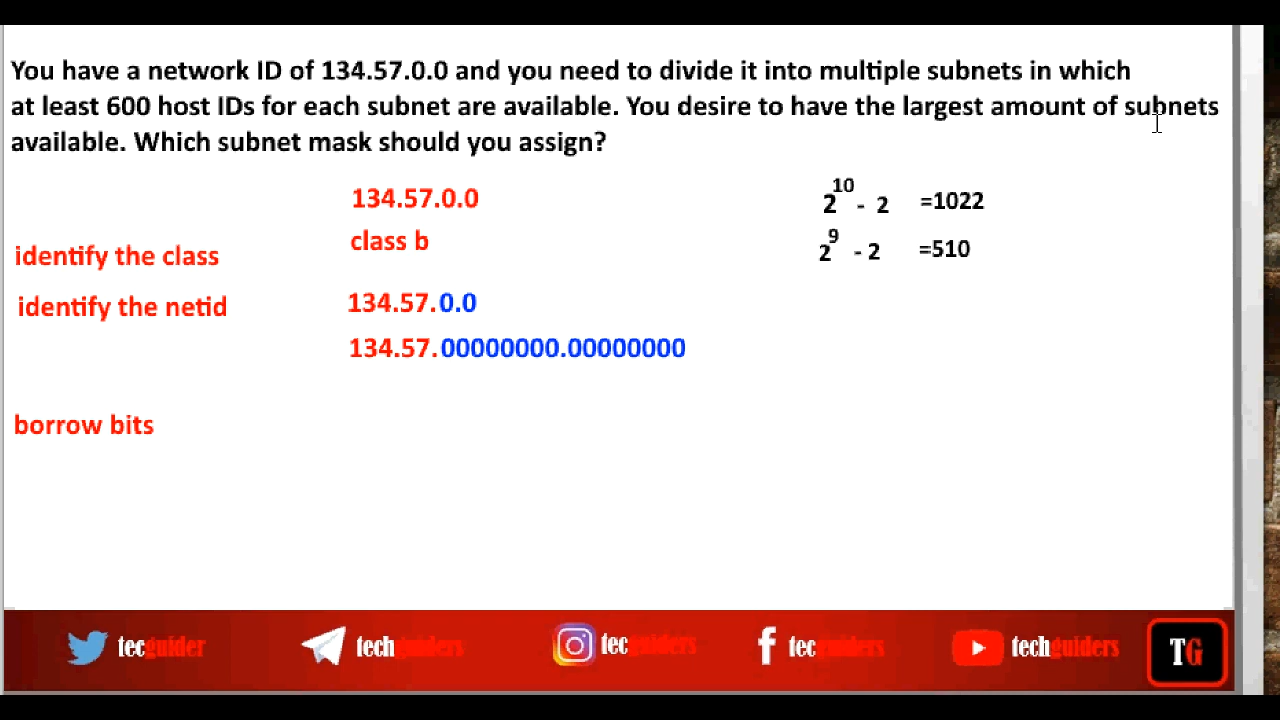 You have a network ID of 134.57.0.0 and you need to divide it into multiple subnets in which
at least 600 host IDs for each subnet are available. You desire to have the largest amount of subnets
available. Which subnet mask should you assign?
134.57.0.0
2^10 - 2 =1022
identify the class class b
2^9 - 2 =510
identify the netid 134.57.0.0
134.57.00000000.00000000
borrow bits
tecguider techguiders tecguiders tecguiders techguiders TG